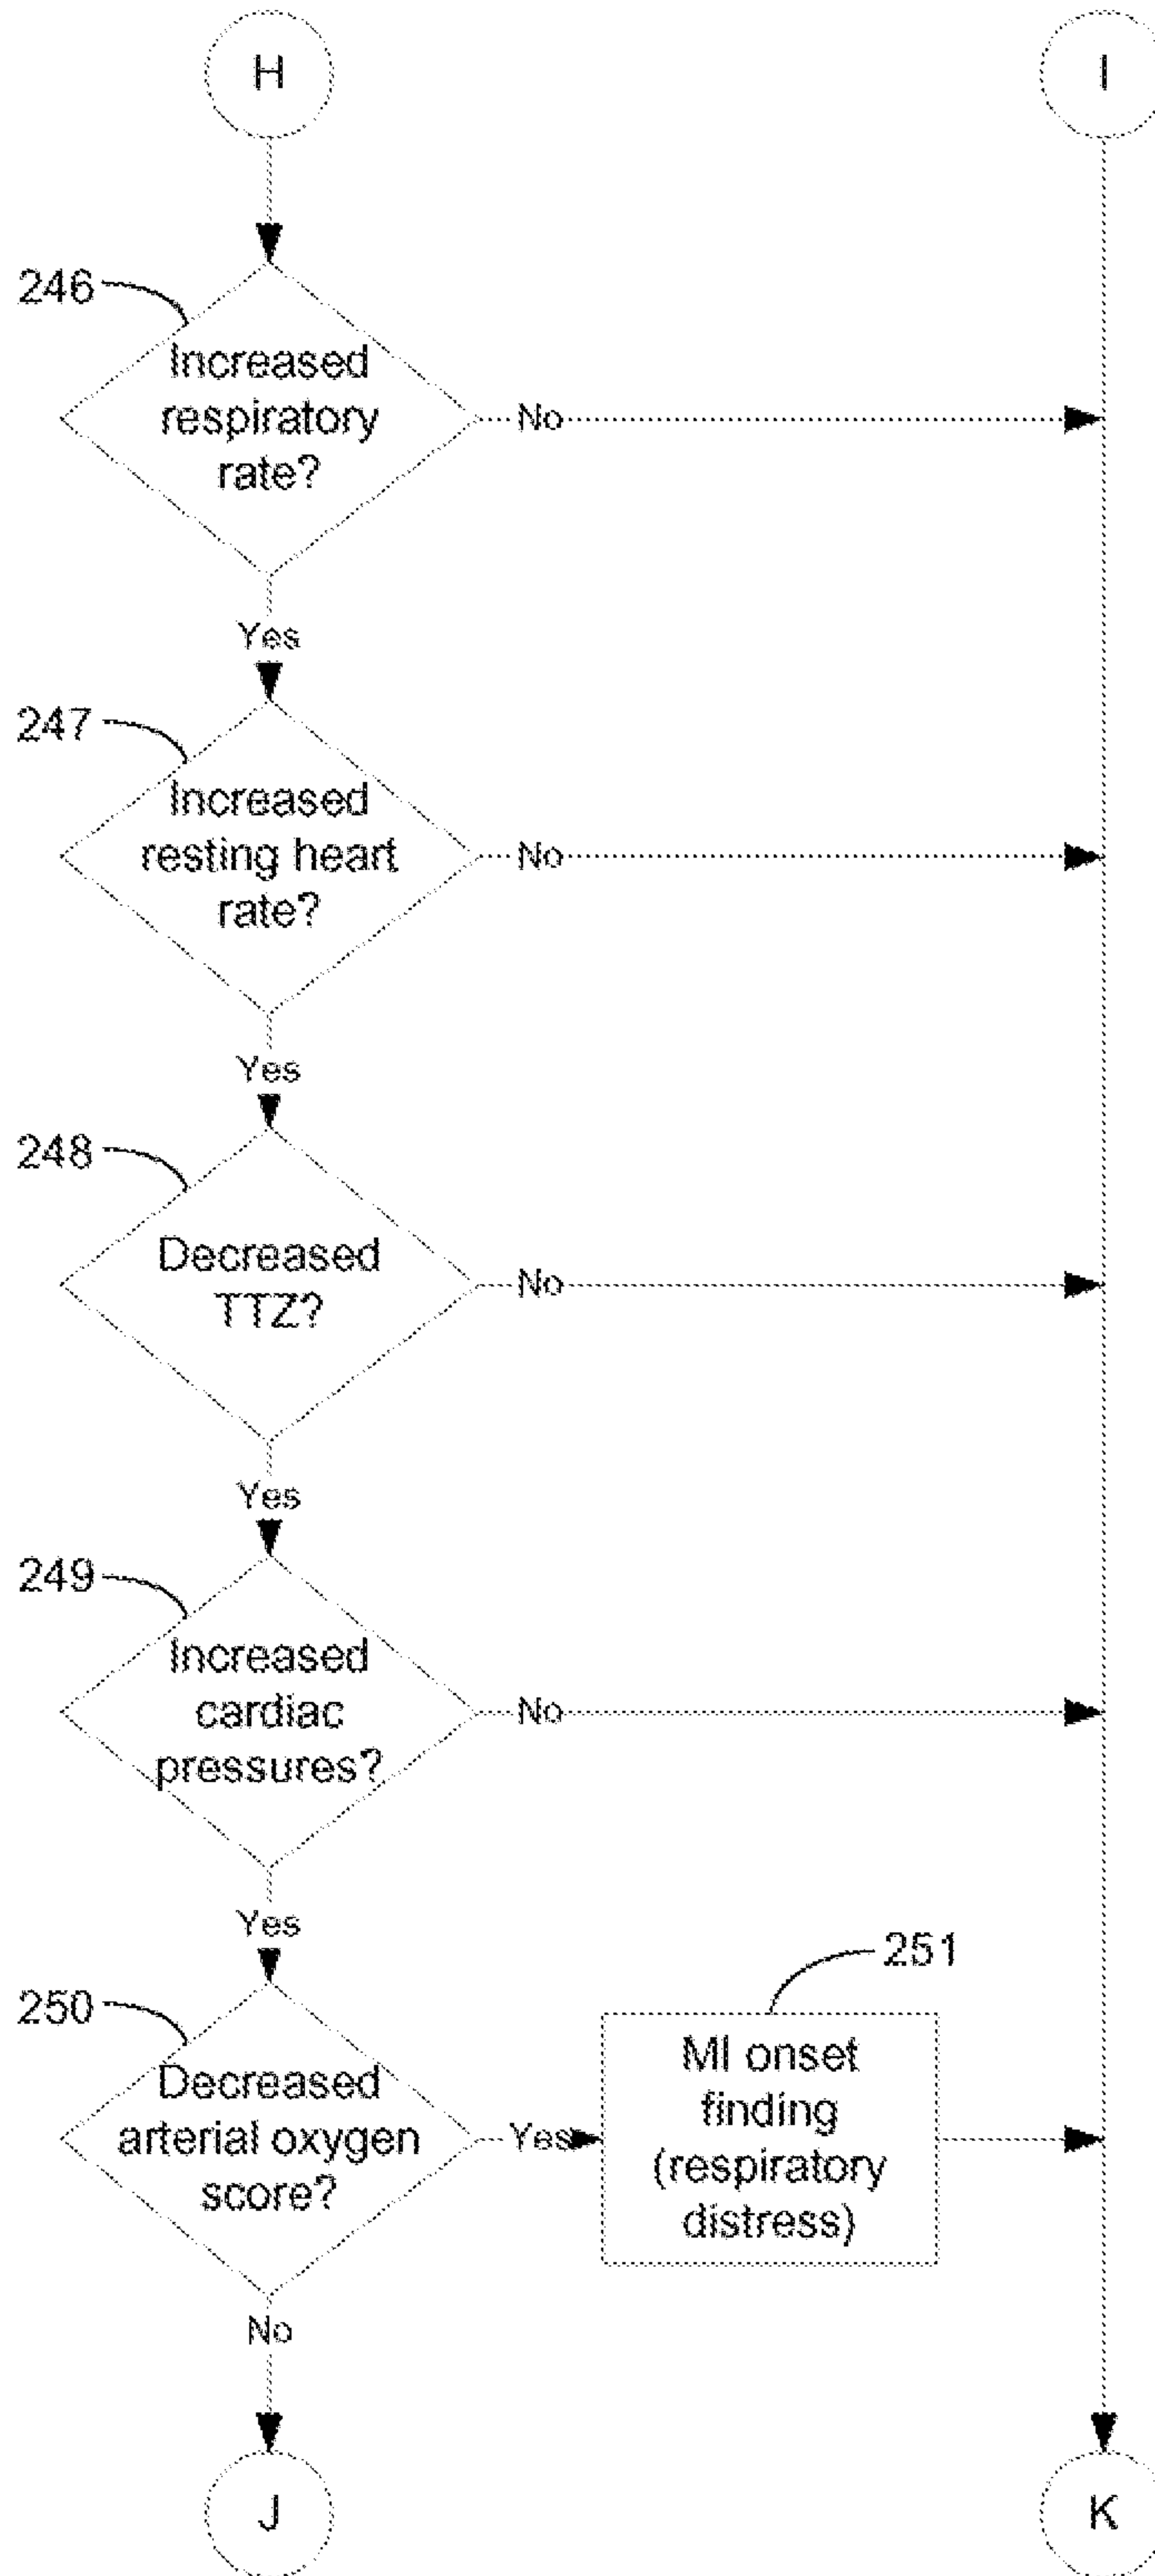 H
I
246
Increased
respiratory
rate?
No
Yes
247
Increased
resting heart
rate?
No
Yes
248
Decreased
TTZ?
No
Yes
249
Increased
cardiac
pressures?
No
Yes
251
250
Decreased
arterial oxygen
score?
Yes
MI onset
finding
(respiratory
distress)
No
J
K